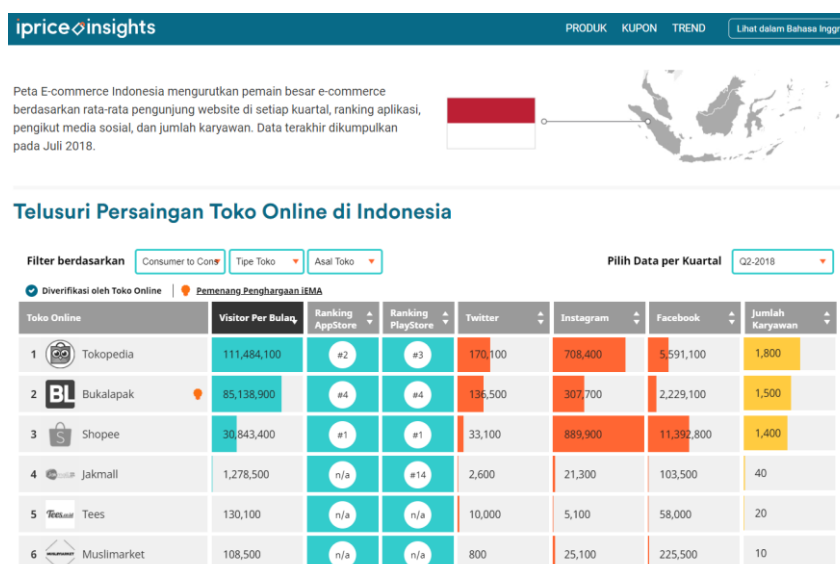 iprice insights
PRODUK KUPON TREND Lihat dalam Bahasa Inggr
Peta E-commerce Indonesia mengurutkan pemain besar e-commerce
berdasarkan rata-rata pengunjung website di setiap kuartal, ranking aplikasi,
pengikut media sosial, dan jumlah karyawan. Data terakhir dikumpulkan
pada Juli 2018.
Telusuri Persaingan Toko Online di Indonesia
Filter berdasarkan Consumer to Cons Tipe Toko Asal Toko Pilih Data per Kuartal Q2-2018
Diverifikasi oleh Toko Online | Pemenang Penghargaan iEMA
Toko Online Visitor Per Bulan Ranking AppStore Ranking PlayStore Twitter Instagram Facebook Jumlah Karyawan
1 Tokopedia 111,484,100 #2 #3 170,100 708,400 5,591,100 1,800
2 BL Bukalapak 85,138,900 #4 #4 136,500 307,700 2,229,100 1,500
3 S Shopee 30,843,400 #1 #1 33,100 889,900 11,392,800 1,400
4 Jakmall 1,278,500 n/a #14 2,600 21,300 103,500 40
5 Tees Tees 130,100 n/a n/a 10,000 5,100 58,000 20
6 MUSLIMARKET Muslimarket 108,500 n/a n/a 800 25,100 225,500 10